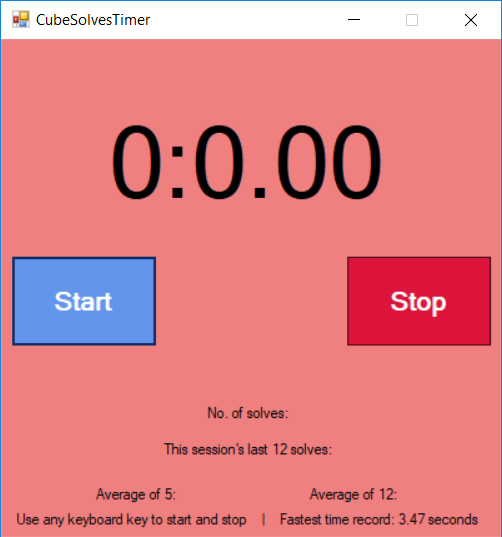 CubeSolvesTimer
0:0.00
Start Stop
No. of solves:
This session's last 12 solves:
Average of 5: Average of 12:
Use any keyboard key to start and stop | Fastest time record: 3.47 seconds